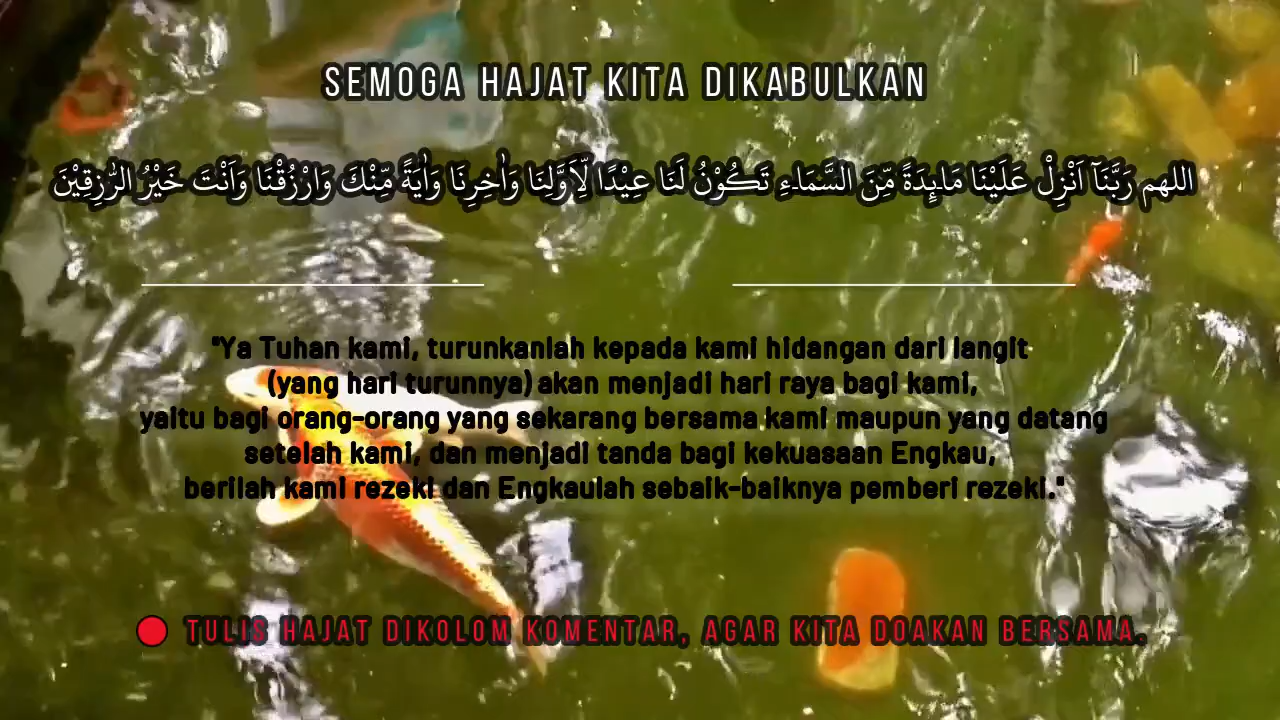 SEMOGA HAJAT KITA DIKABULKAN
اللهم رَبَّنَآ اَنْزِلْ عَلَيْنَا مَاۤىِٕدَةً مِّنَ السَّمَاۤءِ تَكُوْنُ لَنَا عِيْدًا لِّاَوَّلِنَا وَاٰخِرِنَا وَاٰيَةً مِّنْكَ وَارْزُقْنَا وَاَنْتَ خَيْرُ الرّٰزِقِيْنَ
"Ya Tuhan kami, turunkanlah kepada kami hidangan dari langit
(yang hari turunnya) akan menjadi hari raya bagi kami,
yaitu bagi orang-orang yang sekarang bersama kami maupun yang datang
setelah kami, dan menjadi tanda bagi kekuasaan Engkau,
berilah kami rezeki dan Engkaulah sebaik-baiknya pemberi rezeki."
TULIS HAJAT DIKOLOM KOMENTAR, AGAR KITA DOAKAN BERSAMA.